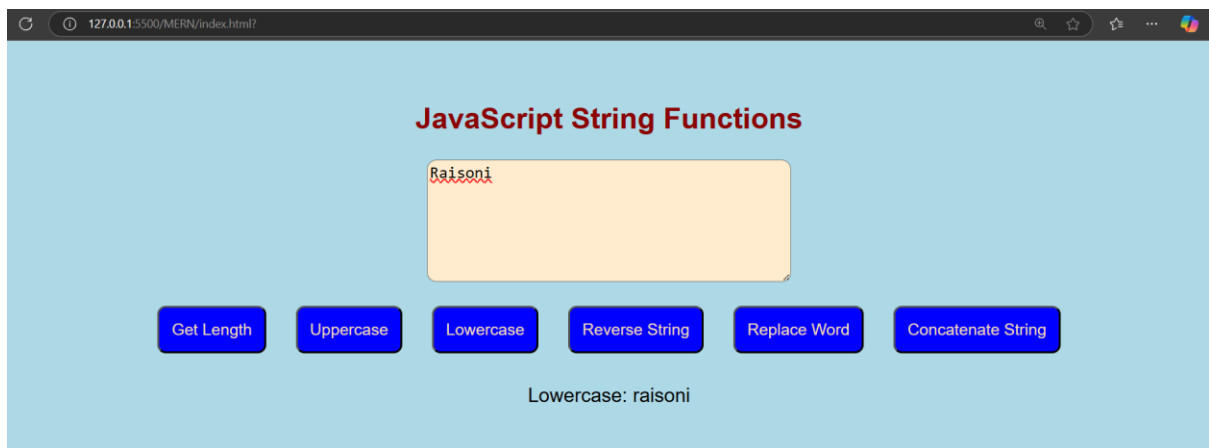 127.0.0.1:5500/MERN/index.html?
JavaScript String Functions
Raisoni
Get Length Uppercase Lowercase Reverse String Replace Word Concatenate String
Lowercase: raisoni